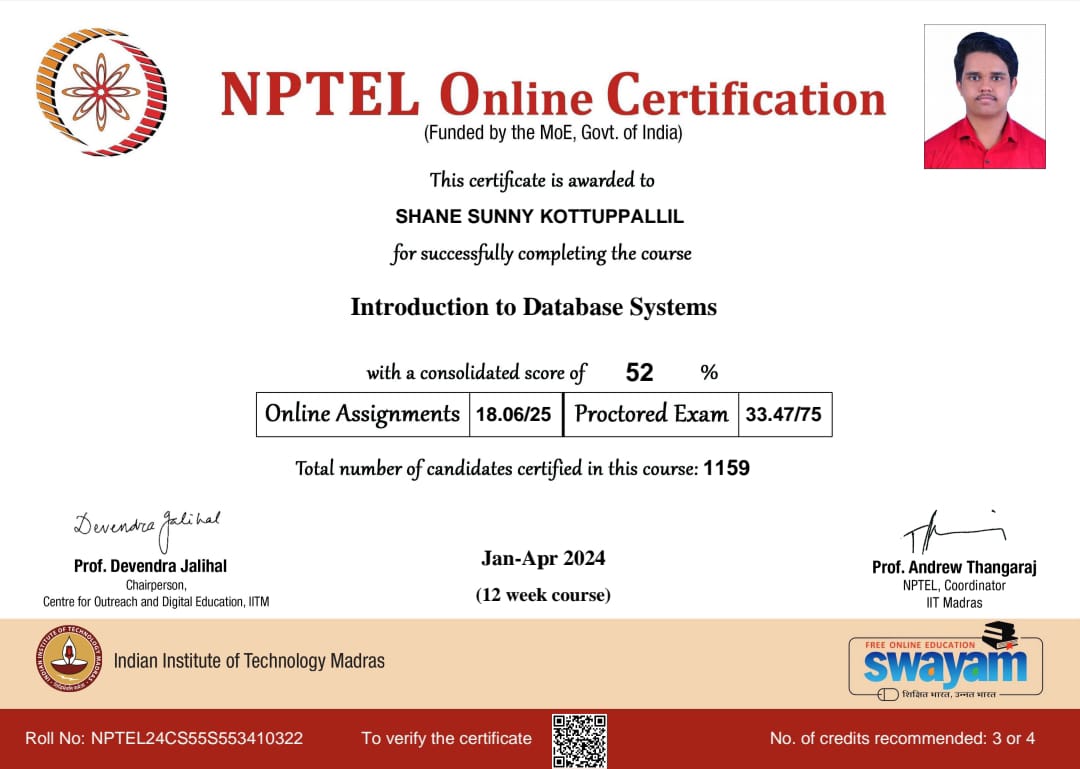 NPTEL Online Certification
(Funded by the MoE, Govt. of India)
This certificate is awarded to
SHANE SUNNY KOTTUPPALLIL
for successfully completing the course
Introduction to Database Systems
with a consolidated score of 52 %
Online Assignments 18.06/25 Proctored Exam 33.47/75
Total number of candidates certified in this course: 1159
Devendra Jalihal
Prof. Devendra Jalihal
Chairperson,
Centre for Outreach and Digital Education, IITM
Jan-Apr 2024
(12 week course)
Prof. Andrew Thangaraj
NPTEL, Coordinator
IIT Madras
INDIAN INSTITUTE OF TECHNOLOGY MADRAS
Indian Institute of Technology Madras
FREE ONLINE EDUCATION
swayam
शिक्षित भारत, उन्नत भारत
Roll No: NPTEL24CS55S553410322
To verify the certificate
No. of credits recommended: 3 or 4